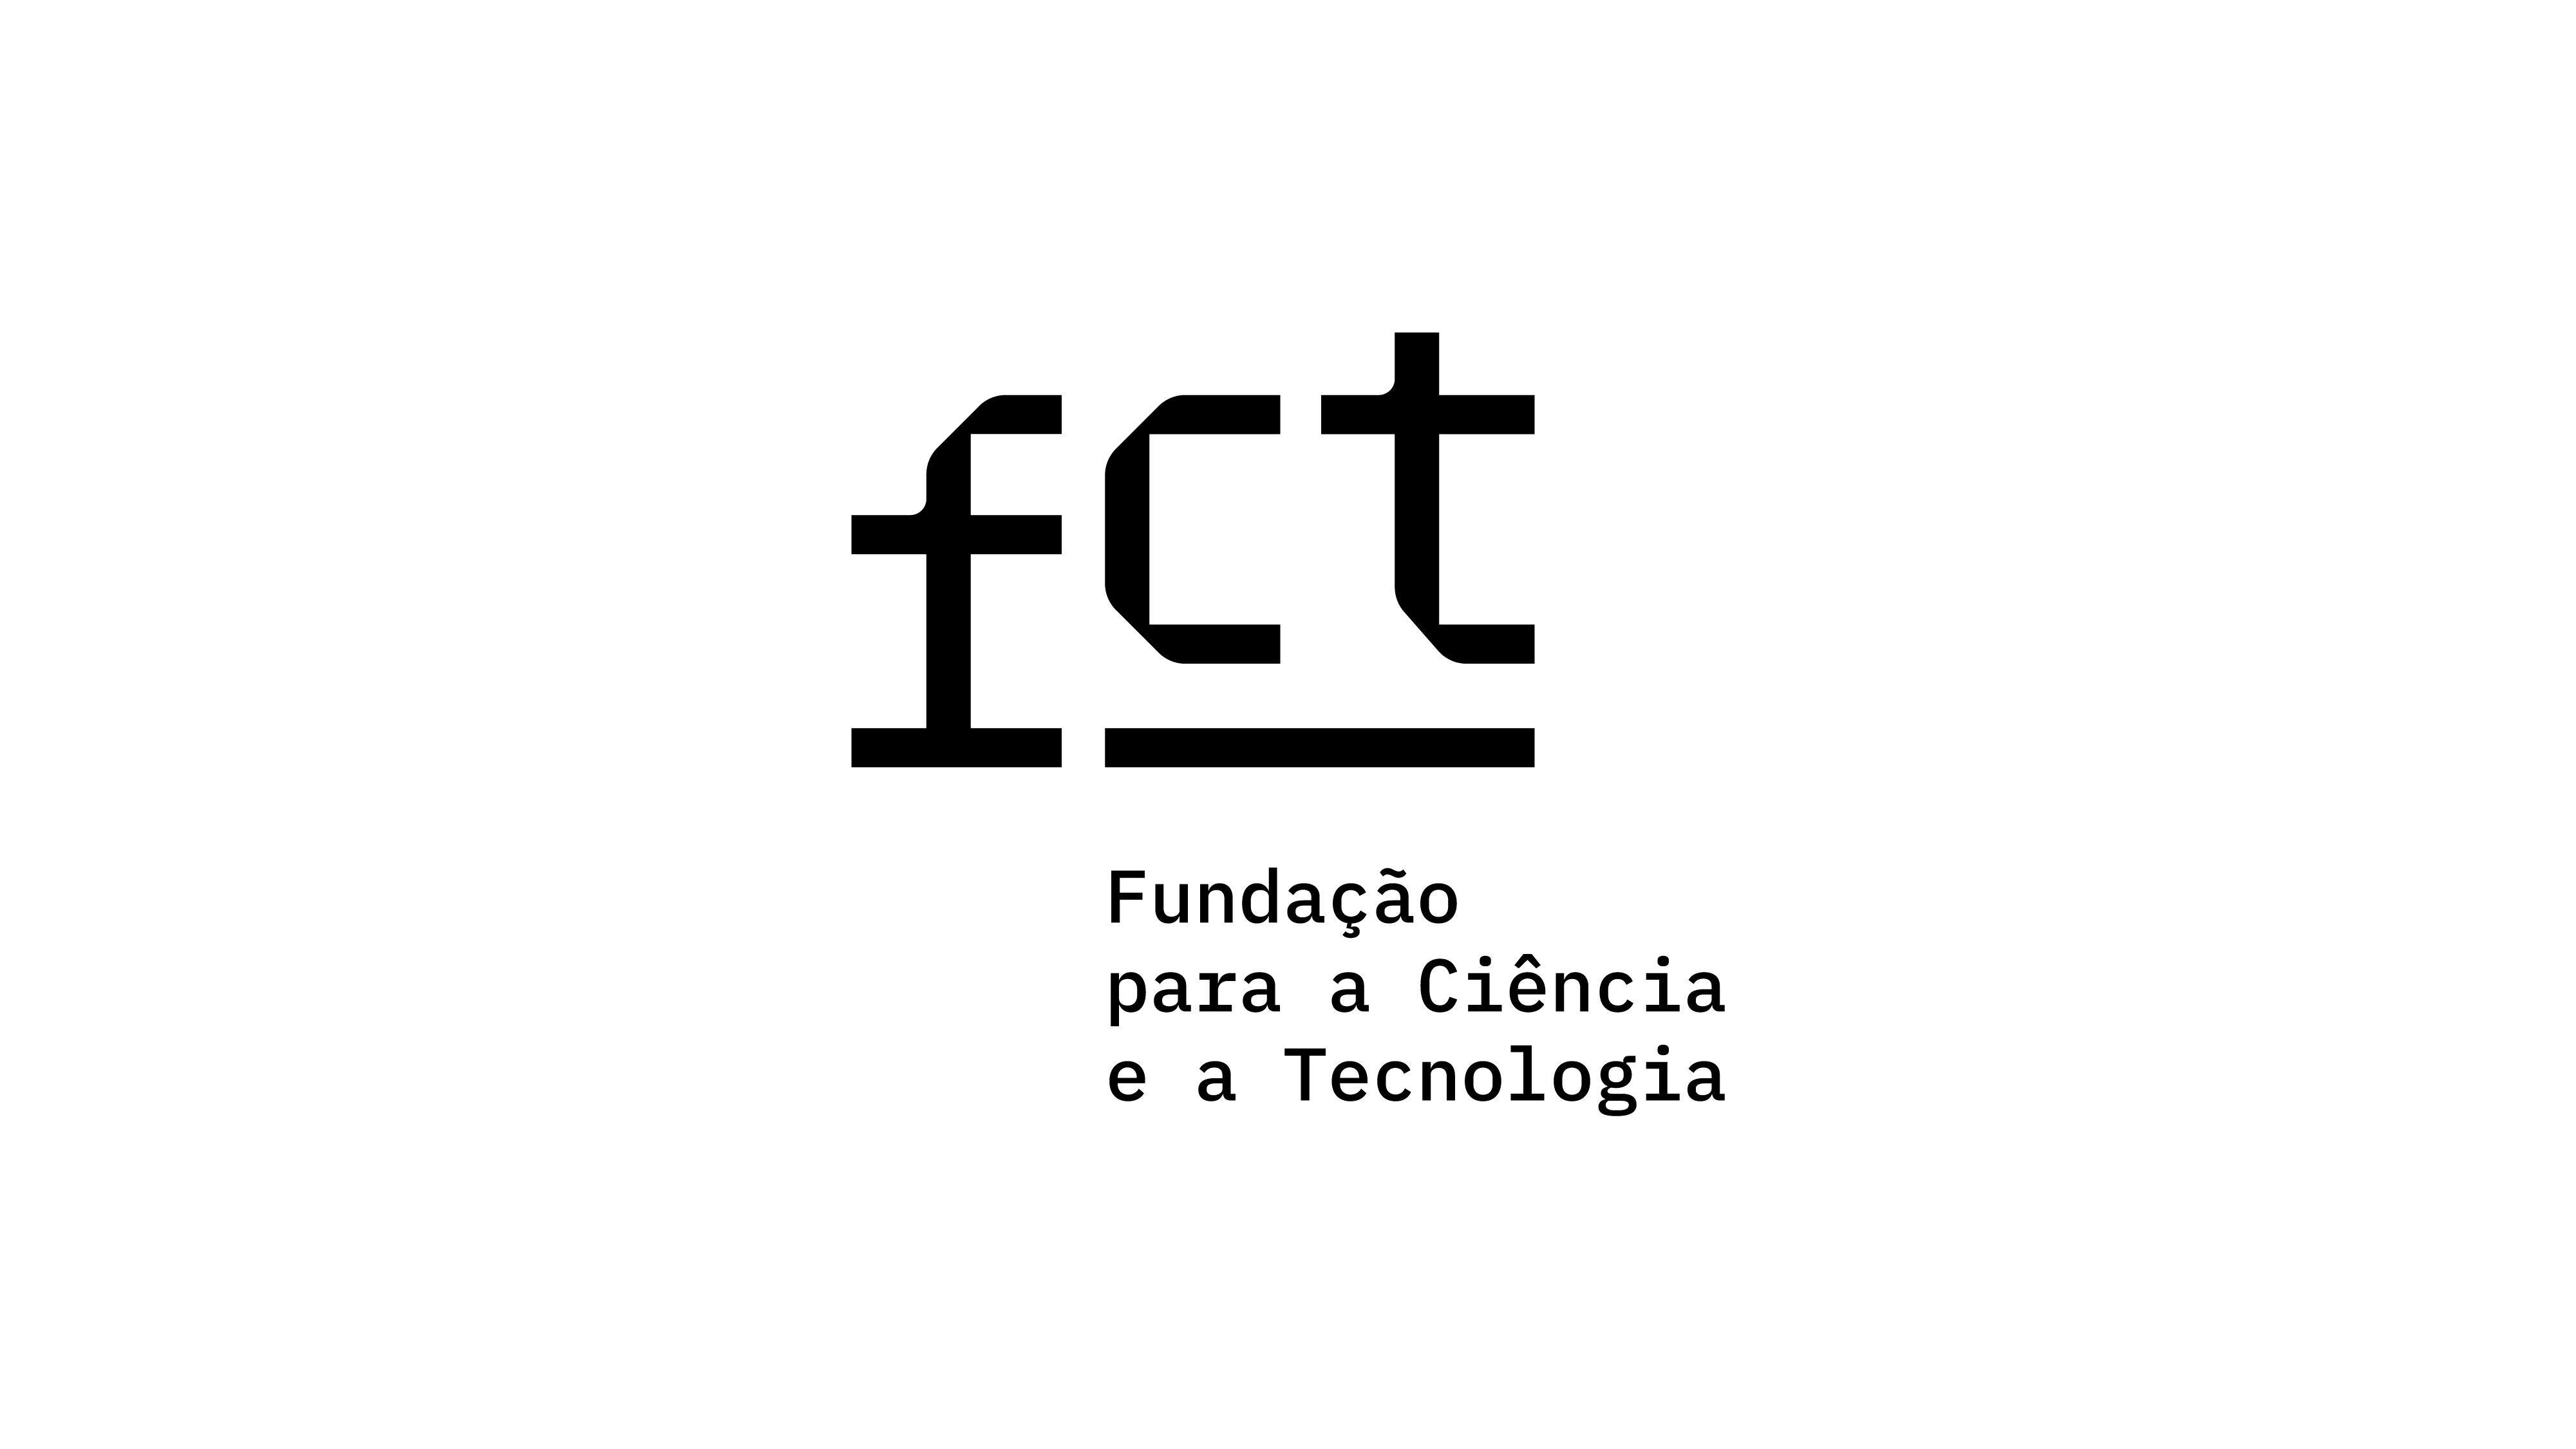 fct
Fundação
para a Ciência
e a Tecnologia